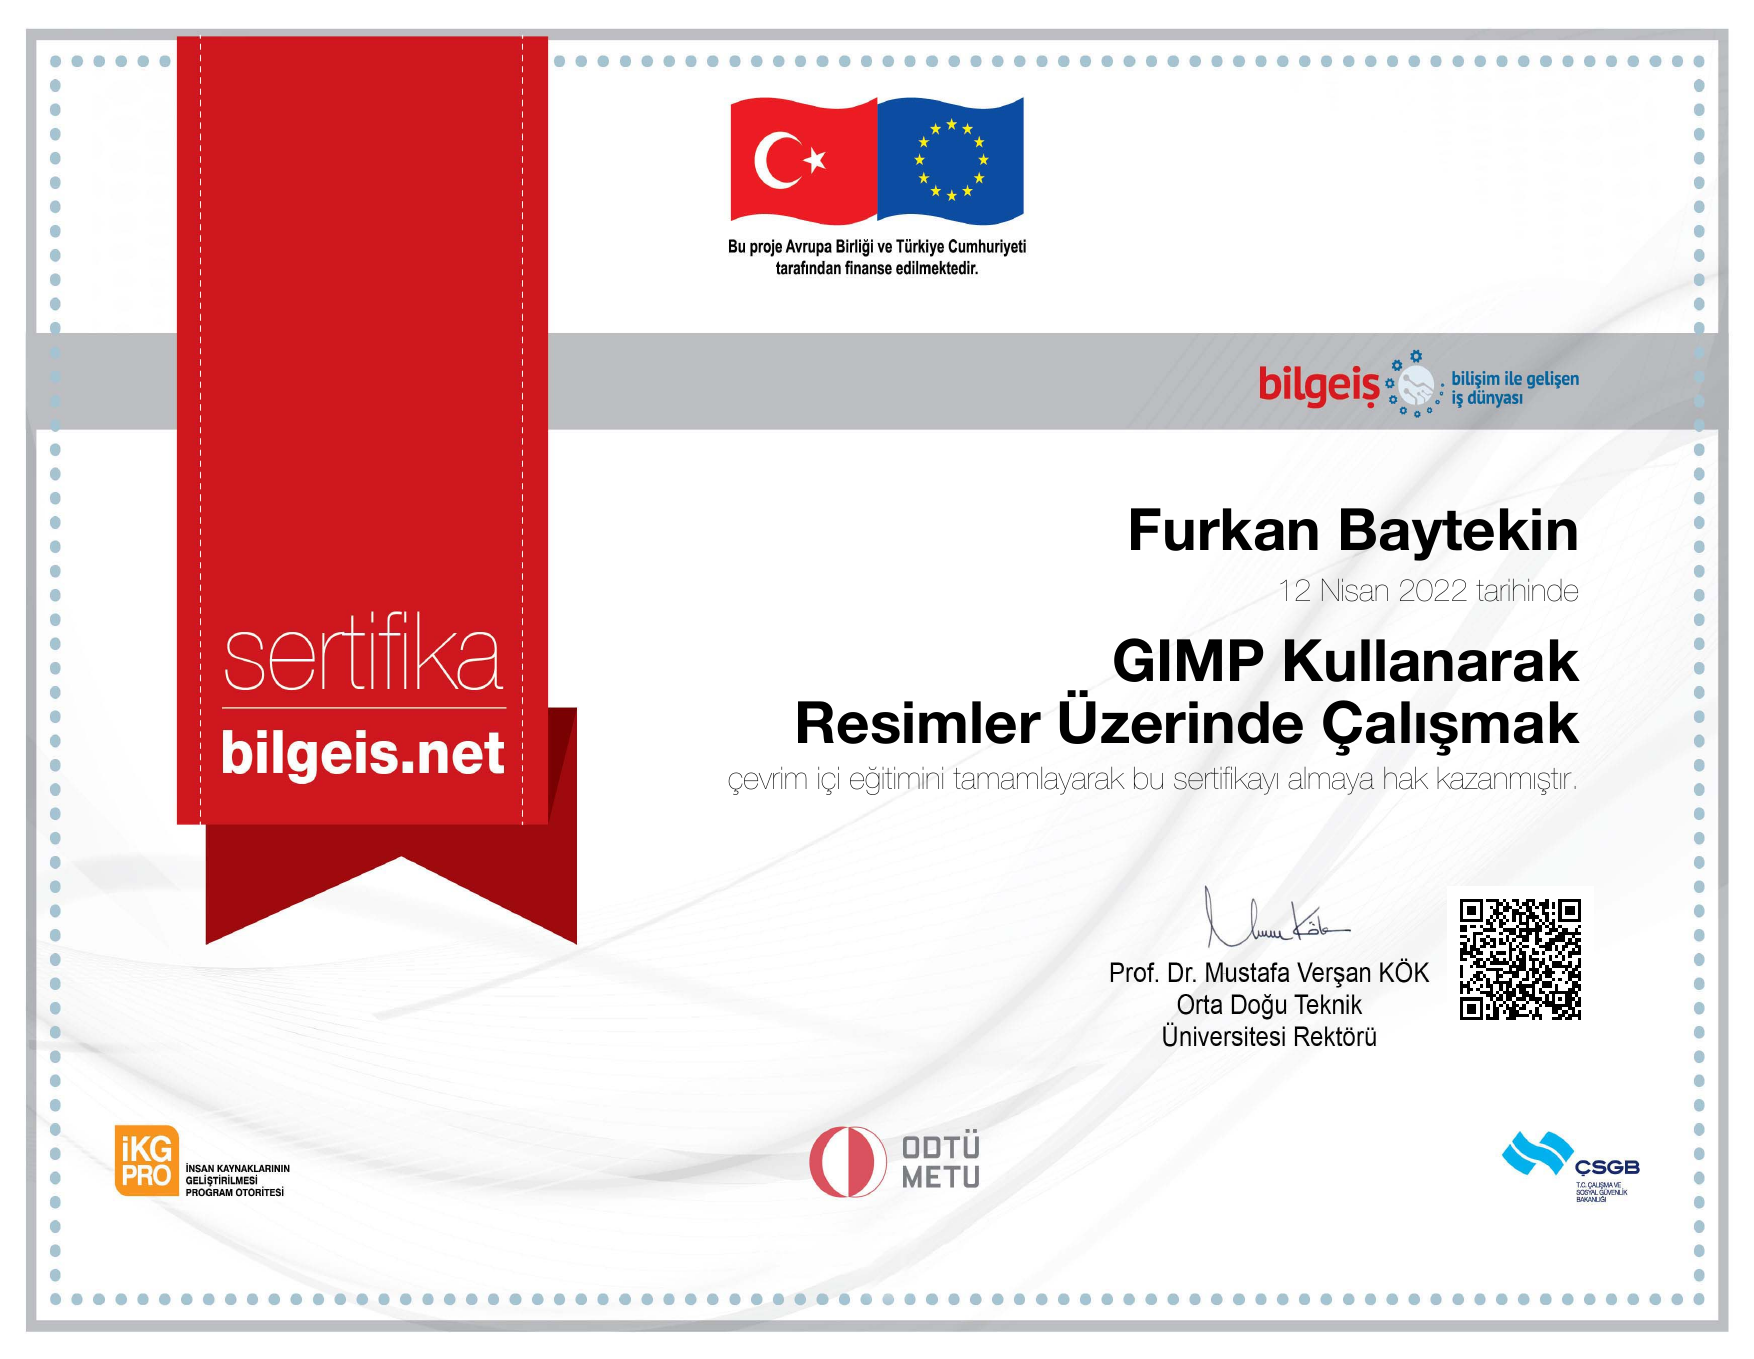 Bu proje Avrupa Birliği ve Türkiye Cumhuriyeti
tarafından finanse edilmektedir.
bilgeiş
bilişim ile gelişen
iş dünyası
sertifika
bilgeis.net
Furkan Baytekin
12 Nisan 2022 tarihinde
GIMP Kullanarak
Resimler Üzerinde Çalışmak
çevrim içi eğitimini tamamlayarak bu sertifikayı almaya hak kazanmıştır.
Prof. Dr. Mustafa Verşan KÖK
Orta Doğu Teknik
Üniversitesi Rektörü
iKG
PRO
İNSAN KAYNAKLARININ
GELİŞTİRİLMESİ
PROGRAM OTORİTESİ
ODTÜ
METU
ÇSGB
T.C. ÇALIŞMA VE
SOSYAL GÜVENLİK
BAKANLIĞI